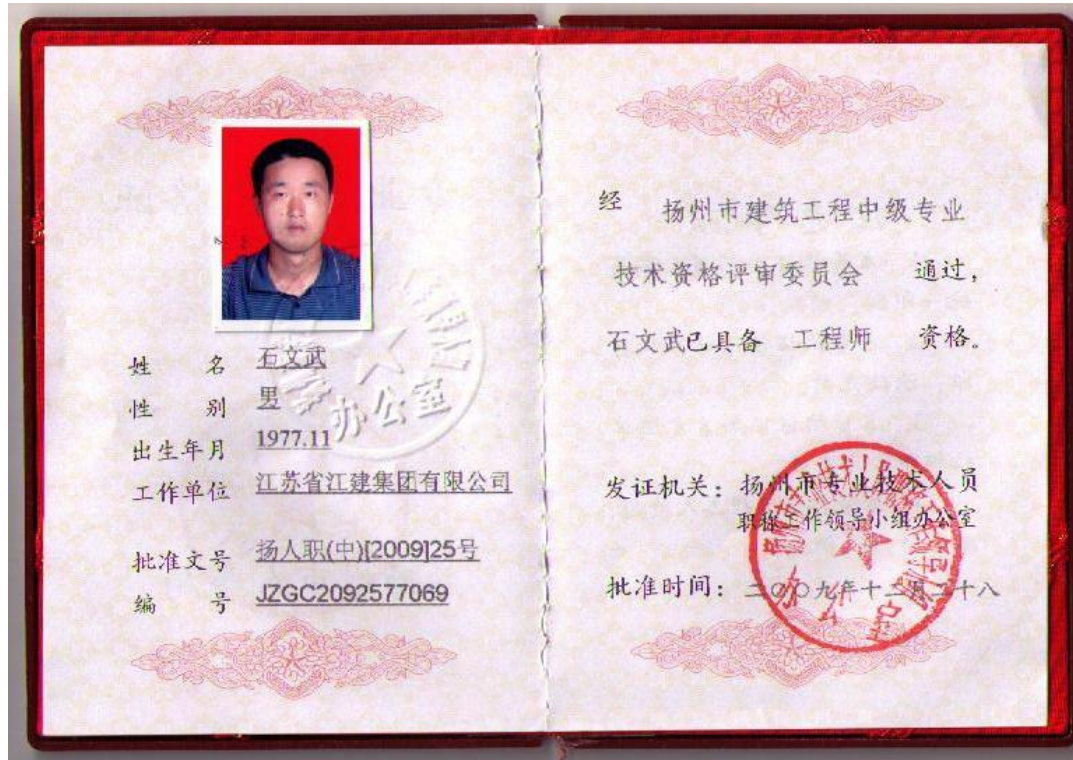 姓名 石文武
性别 男
出生年月 1977.11
工作单位 江苏省江建集团有限公司
批准文号 扬人职(中)[2009]25号
编号 JZGC2092577069
办公室
经 扬州市建筑工程中级专业
技术资格评审委员会 通过，
石文武已具备 工程师 资格。
发证机关：扬州市专业技术人员
职称工作领导小组办公室
批准时间：二〇〇九年十二月二十八